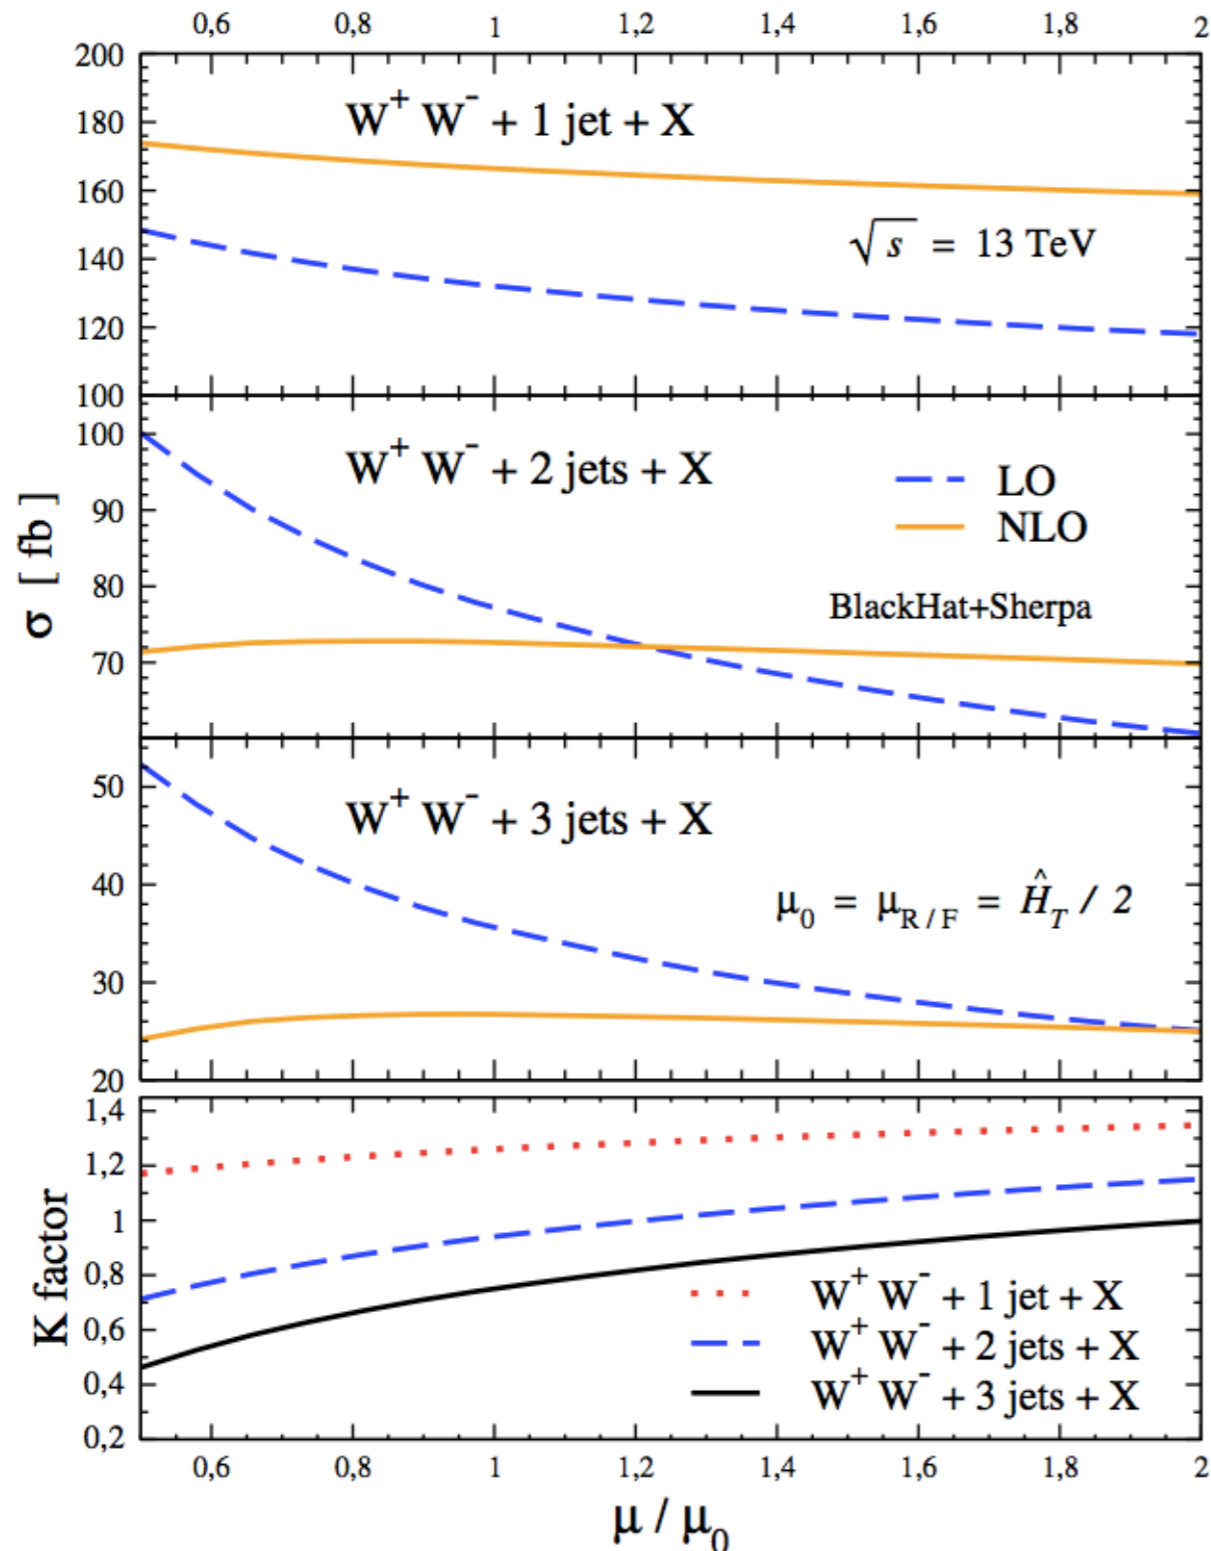 0,6 0,8 1 1,2 1,4 1,6 1,8 2
200
W⁺ W⁻ + 1 jet + X
180
160
√s = 13 TeV
140
120
100
100
W⁺ W⁻ + 2 jets + X
LO
90
NLO
σ [ fb ]
80
BlackHat+Sherpa
70
50
W⁺ W⁻ + 3 jets + X
40
μ₀ = μ_R/F = Ĥ_T / 2
30
20
1,4
1,2
1
K factor
0,8
W⁺ W⁻ + 1 jet + X
0,6
W⁺ W⁻ + 2 jets + X
0,4
W⁺ W⁻ + 3 jets + X
0,2
0,6 0,8 1 1,2 1,4 1,6 1,8 2
μ / μ₀